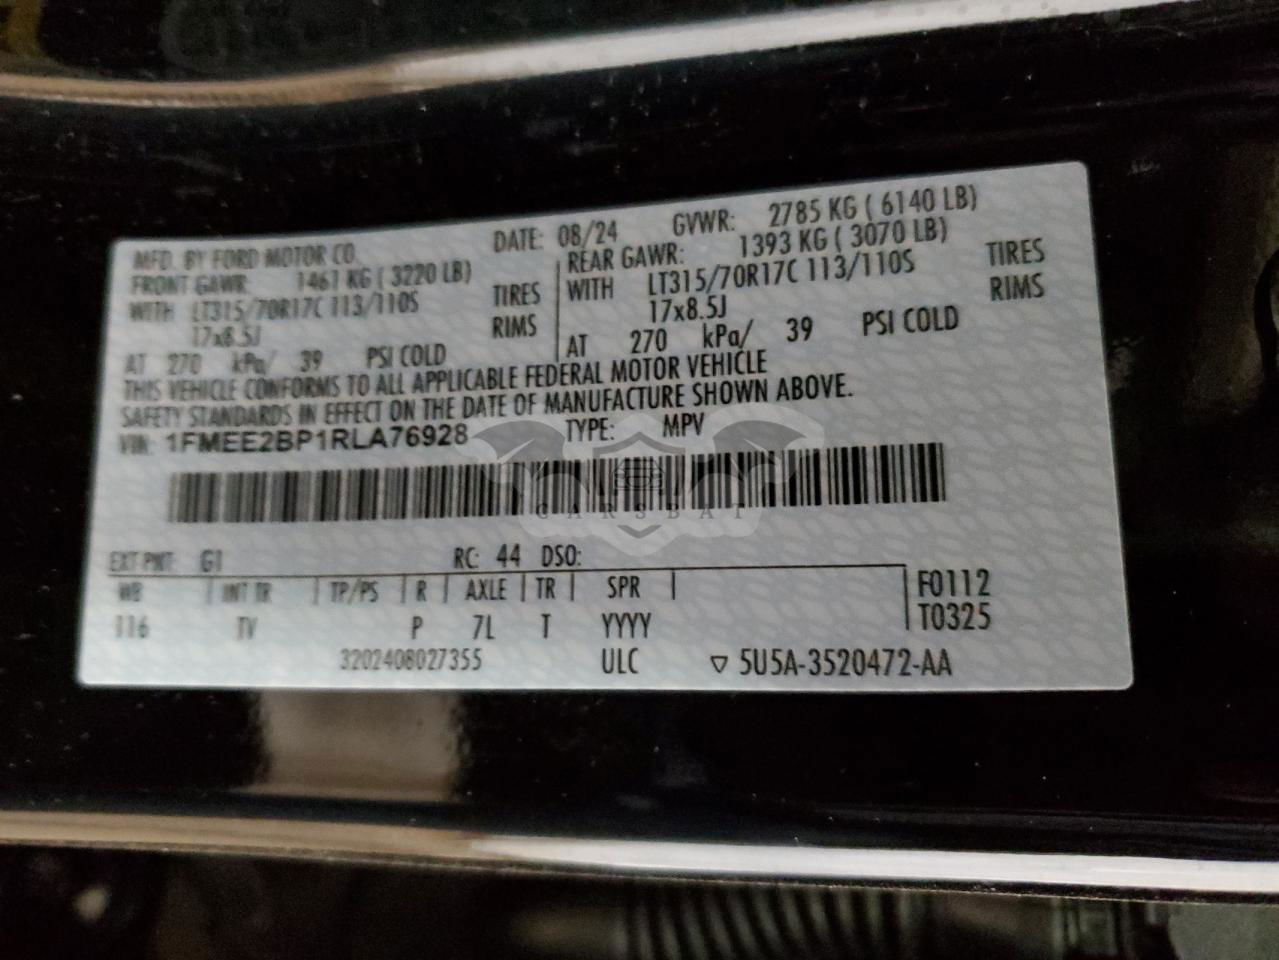 MFD. BY FORD MOTOR CO. DATE: 08/24 GVWR: 2785 KG ( 6140 LB)
FRONT GAWR: 1461 KG ( 3220 LB) REAR GAWR: 1393 KG ( 3070 LB)
WITH LT315/70R17C 113/110S TIRES WITH LT315/70R17C 113/110S TIRES
17x8.5J RIMS 17x8.5J RIMS
AT 270 kPa/ 39 PSI COLD AT 270 kPa/ 39 PSI COLD
THIS VEHICLE CONFORMS TO ALL APPLICABLE FEDERAL MOTOR VEHICLE
SAFETY STANDARDS IN EFFECT ON THE DATE OF MANUFACTURE SHOWN ABOVE.
VIN: 1FMEE2BP1RLA76928 TYPE: MPV
CARSBAT
EXT PNT: G1 RC: 44 DSO:
WB INT TR TP/PS R AXLE TR SPR F0112
116 TV P 7L T YYYY T0325
3202408027355 ULC ▽ 5U5A-3520472-AA